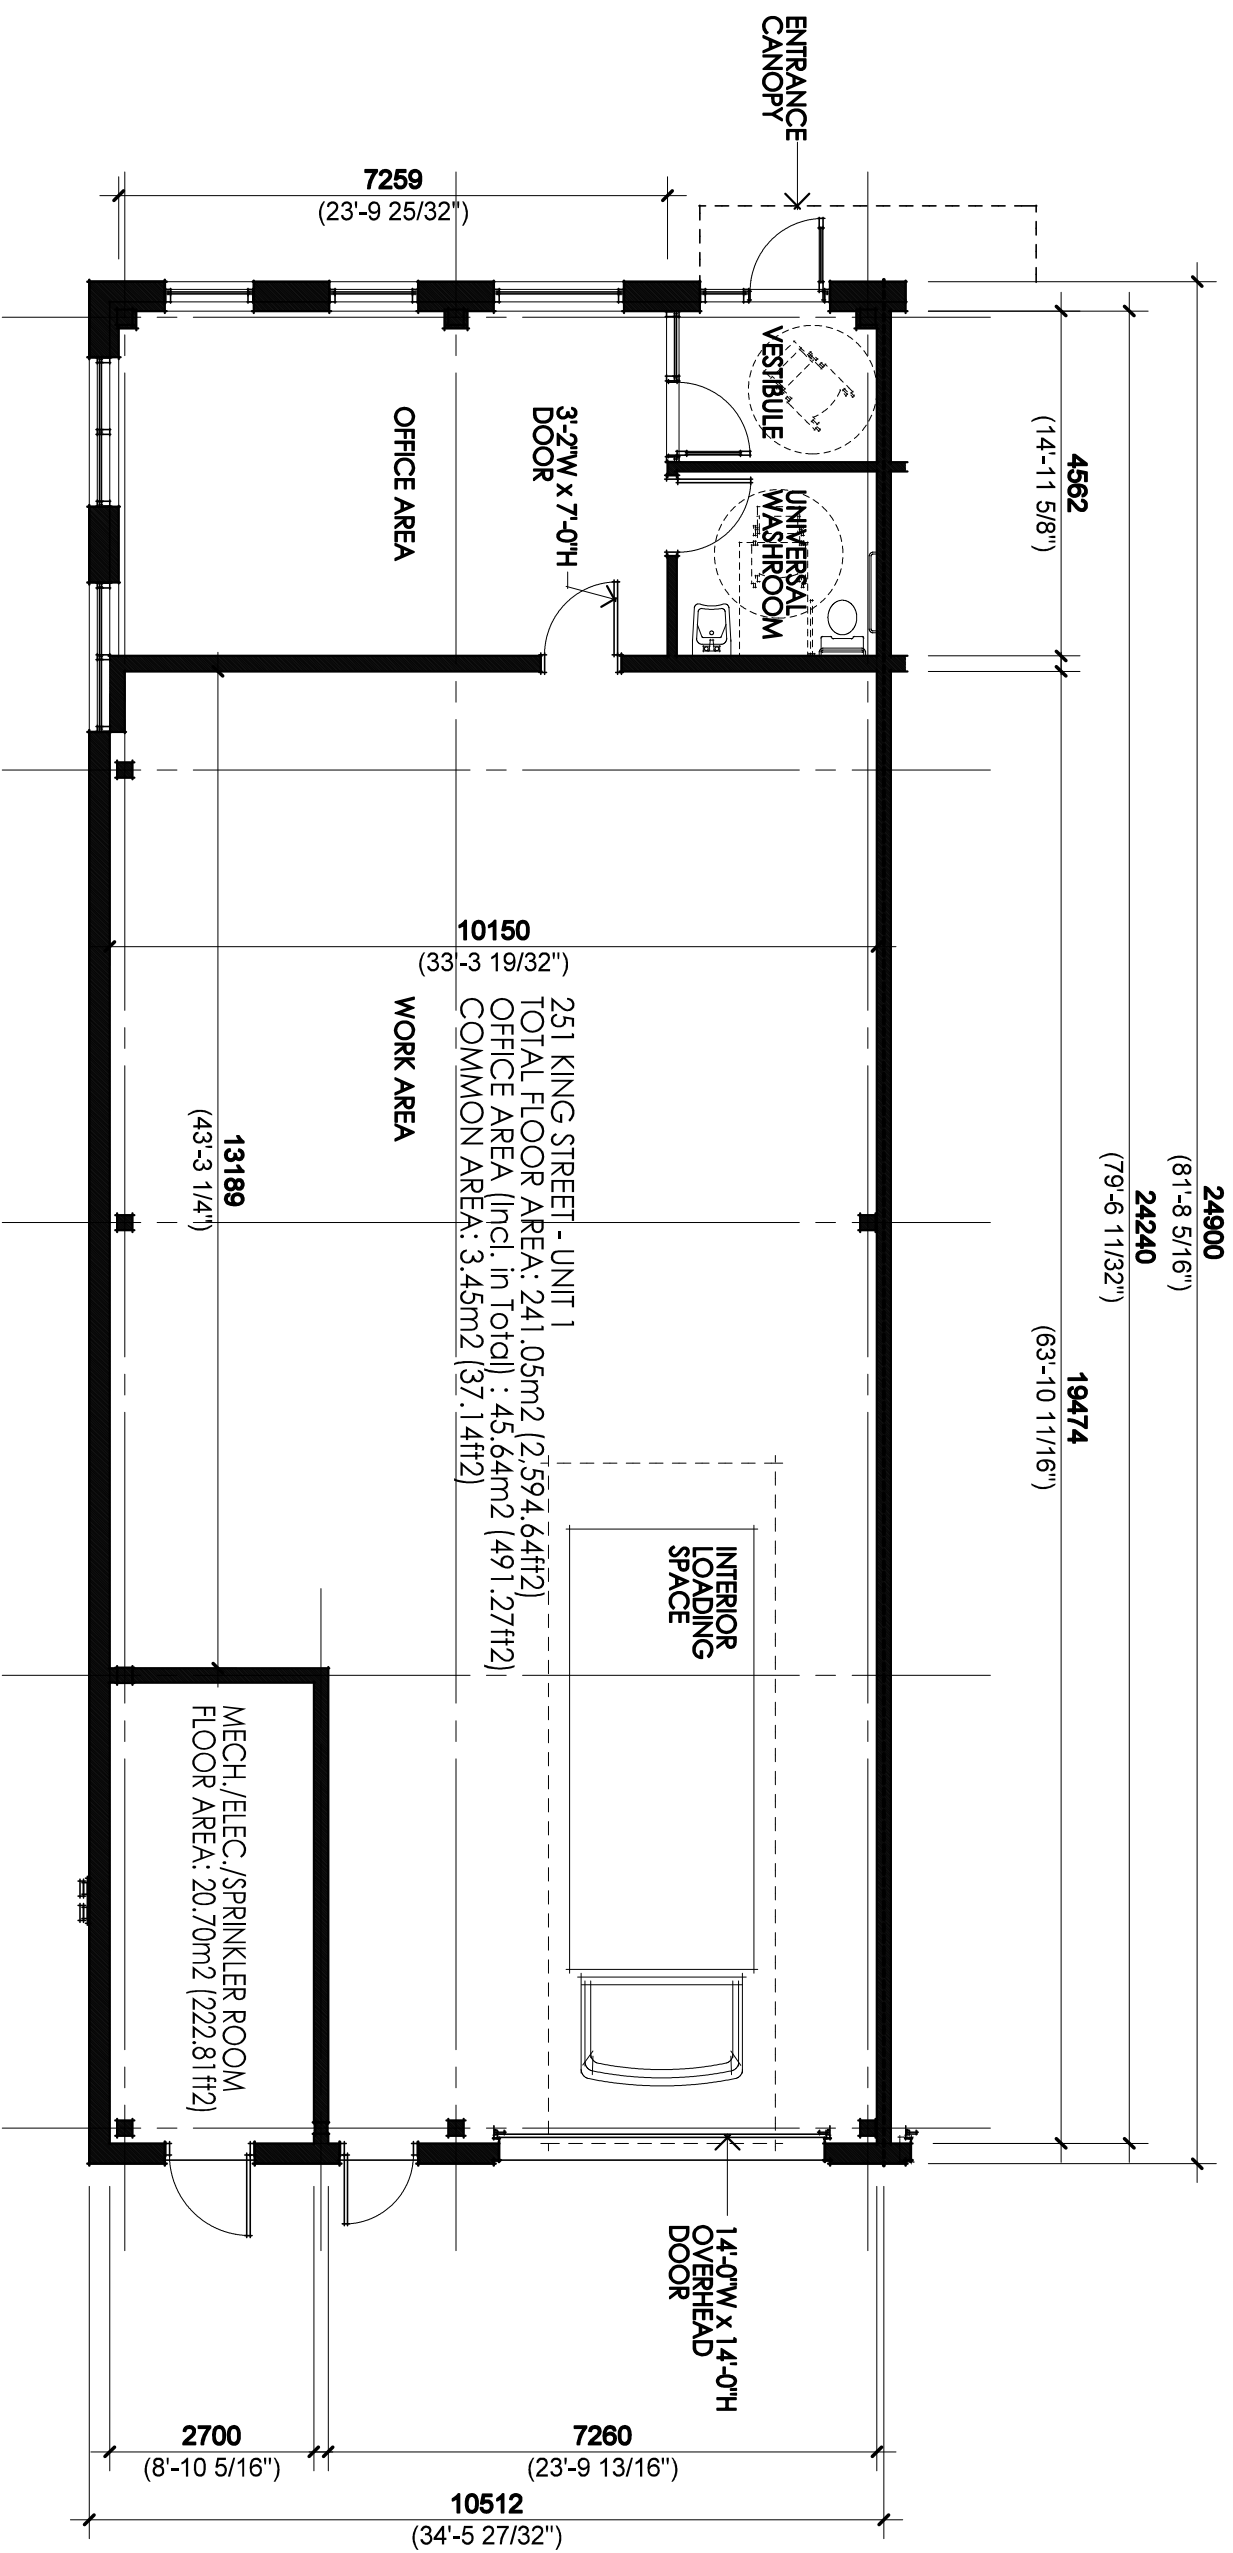 ENTRANCE
CANOPY
7259
(23'-9 25/32")
24900
(81'-8 5/16")
24240
(79'-6 11/32")
4562
(14'-11 5/8")
19474
(63'-10 11/16")
VESTIBULE
UNIVERSAL
WASHROOM
3'-2"W x 7'-0"H
DOOR
OFFICE AREA
10150
(33'-3 19/32")
251 KING STREET - UNIT 1
TOTAL FLOOR AREA: 241.05m2 (2,594.64ft2)
OFFICE AREA (Incl. in Total) : 45.64m2 (491.27ft2)
COMMON AREA: 3.45m2 (37.14ft2)
WORK AREA
13189
(43'-3 1/4")
INTERIOR
LOADING
SPACE
MECH./ELEC./SPRINKLER ROOM
FLOOR AREA: 20.70m2 (222.81ft2)
14'-0"W x 14'-0"H
OVERHEAD
DOOR
2700
(8'-10 5/16")
7260
(23'-9 13/16")
10512
(34'-5 27/32")